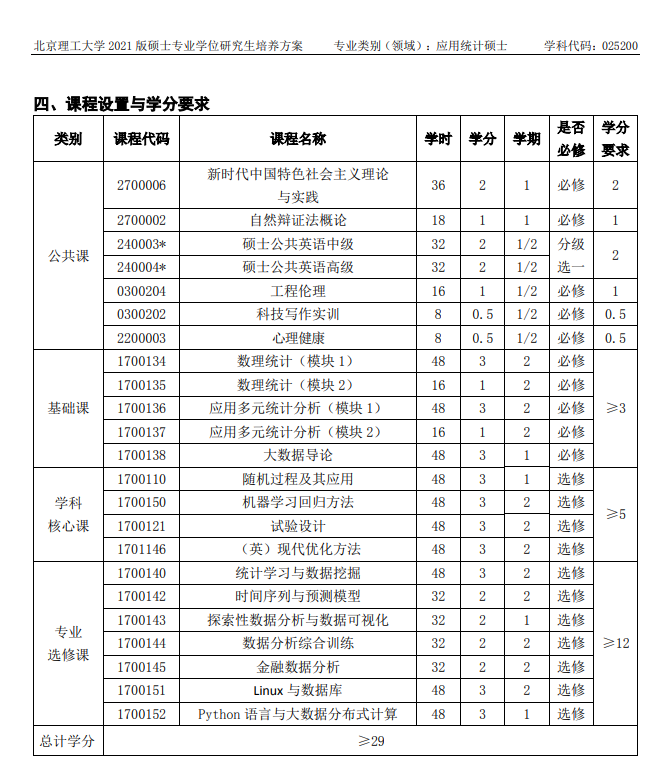 北京理工大学 2021 版硕士专业学位研究生培养方案 专业类别（领域）：应用统计硕士 学科代码：025200
四、课程设置与学分要求
类别 课程代码 课程名称 学时 学分 学期 是否必修 学分要求
公共课
2700006 新时代中国特色社会主义理论与实践 36 2 1 必修 2
2700002 自然辩证法概论 18 1 1 必修 1
240003* 硕士公共英语中级 32 2 1/2 分级选一 2
240004* 硕士公共英语高级 32 2 1/2
0300204 工程伦理 16 1 1/2 必修 1
0300202 科技写作实训 8 0.5 1/2 必修 0.5
2200003 心理健康 8 0.5 1/2 必修 0.5
基础课 ≥3
1700134 数理统计（模块 1） 48 3 2 必修
1700135 数理统计（模块 2） 16 1 2 必修
1700136 应用多元统计分析（模块 1） 48 3 2 必修
1700137 应用多元统计分析（模块 2） 16 1 2 必修
1700138 大数据导论 48 3 1 必修
学科核心课 ≥5
1700110 随机过程及其应用 48 3 1 选修
1700150 机器学习回归方法 48 3 2 选修
1700121 试验设计 48 3 2 选修
1701146 （英）现代优化方法 48 3 2 选修
专业选修课 ≥12
1700140 统计学习与数据挖掘 48 3 2 选修
1700142 时间序列与预测模型 32 2 2 选修
1700143 探索性数据分析与数据可视化 32 2 1 选修
1700144 数据分析综合训练 32 2 2 选修
1700145 金融数据分析 32 2 2 选修
1700151 Linux 与数据库 48 3 2 选修
1700152 Python 语言与大数据分布式计算 48 3 1 选修
总计学分 ≥29